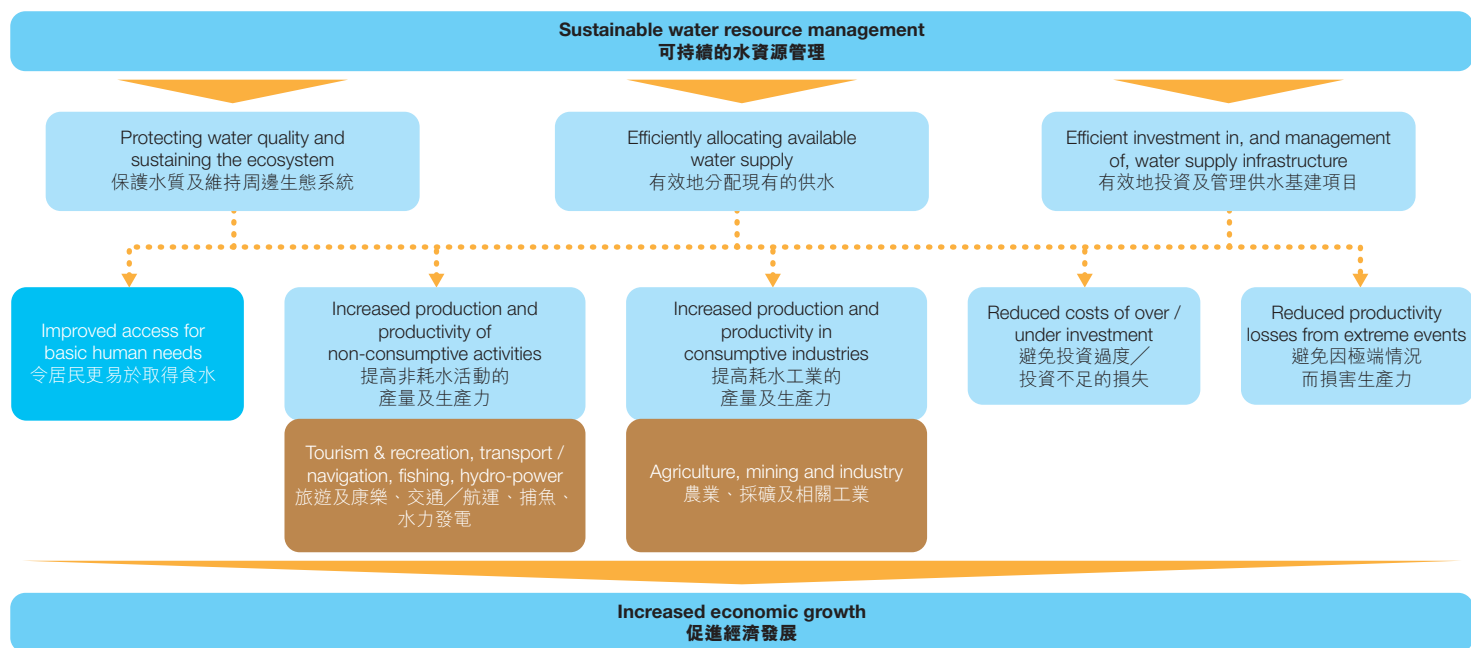 Sustainable water resource management
可持續的水資源管理
Protecting water quality and
sustaining the ecosystem
保護水質及維持周邊生態系統
Efficiently allocating available
water supply
有效地分配現有的供水
Efficient investment in, and management
of, water supply infrastructure
有效地投資及管理供水基建項目
Improved access for
basic human needs
令居民更易於取得食水
Increased production and
productivity of
non-consumptive activities
提高非耗水活動的
產量及生產力
Increased production and
productivity in
consumptive industries
提高耗水工業的
產量及生產力
Reduced costs of over /
under investment
避免投資過度╱
投資不足的損失
Reduced productivity
losses from extreme events
避免因極端情況
而損害生產力
Tourism & recreation, transport /
navigation, fishing, hydro-power
旅遊及康樂、交通╱航運、捕魚、
水力發電
Agriculture, mining and industry
農業、採礦及相關工業
Increased economic growth
促進經濟發展